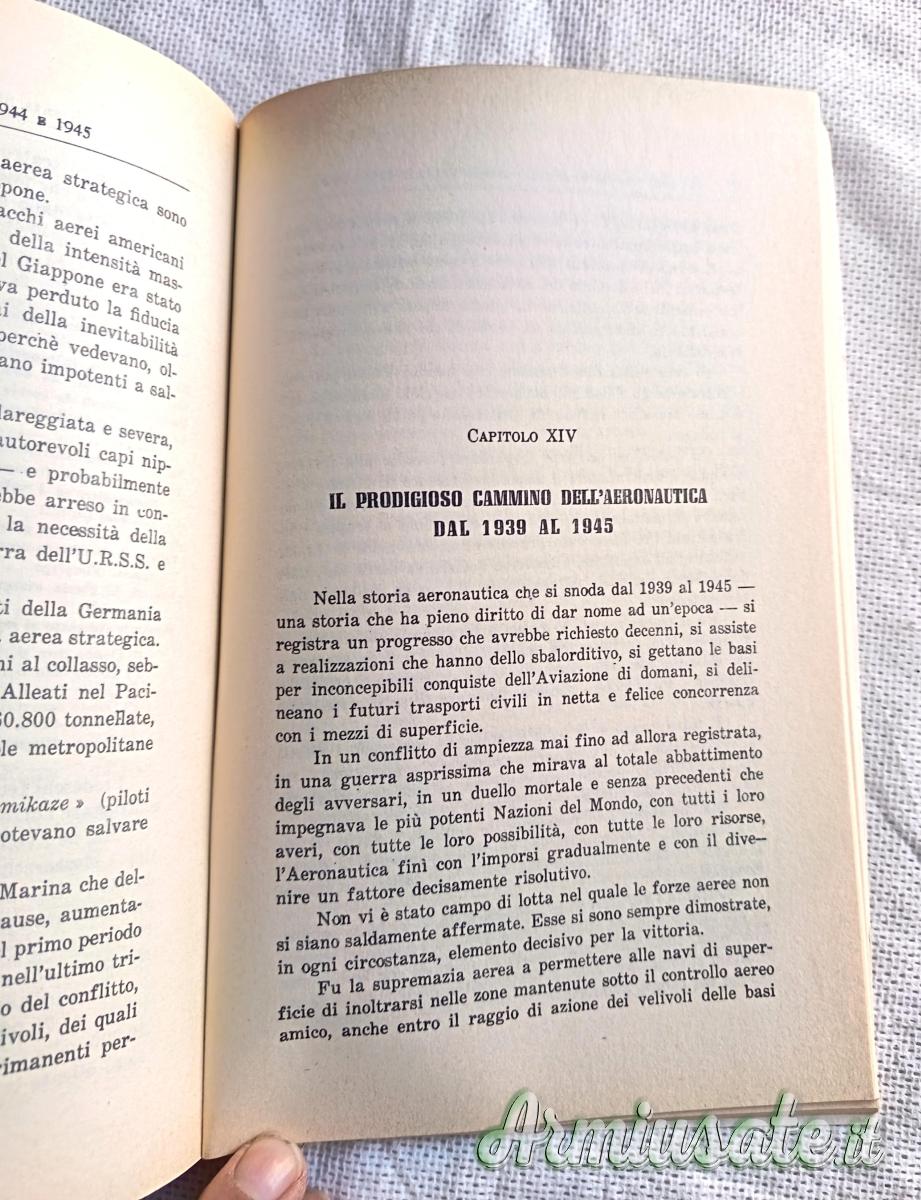 944 E 1945
aerea strategica sono
pone.
acchi aerei americani
della intensità mas-
l Giappone era stato
va perduto la fiducia
i della inevitabilità
perchè vedevano, ol-
ano impotenti a sal-
lareggiata e severa,
autorevoli capi nip-
— e probabilmente
ebbe arreso in con-
la necessità della
rra dell'U.R.S.S. e
ti della Germania
aerea strategica.
ni al collasso, seb-
Alleati nel Paci-
60.800 tonnellate,
le metropolitane
mikaze » (piloti
otevano salvare
Marina che del-
ause, aumenta-
l primo periodo
nell'ultimo tri-
o del conflitto,
ivoli, dei quali
rimanenti per-
CAPITOLO XIV
IL PRODIGIOSO CAMMINO DELL'AERONAUTICA
DAL 1939 AL 1945
Nella storia aeronautica che si snoda dal 1939 al 1945 —
una storia che ha pieno diritto di dar nome ad un'epoca — si
registra un progresso che avrebbe richiesto decenni, si assiste
a realizzazioni che hanno dello sbalorditivo, si gettano le basi
per inconcepibili conquiste dell'Aviazione di domani, si deli-
neano i futuri trasporti civili in netta e felice concorrenza
con i mezzi di superficie.
In un conflitto di ampiezza mai fino ad allora registrata,
in una guerra asprissima che mirava al totale abbattimento
degli avversari, in un duello mortale e senza precedenti che
impegnava le più potenti Nazioni del Mondo, con tutti i loro
averi, con tutte le loro possibilità, con tutte le loro risorse,
l'Aeronautica finì con l'imporsi gradualmente e con il dive-
nire un fattore decisamente risolutivo.
Non vi è stato campo di lotta nel quale le forze aeree non
si siano saldamente affermate. Esse si sono sempre dimostrate,
in ogni circostanza, elemento decisivo per la vittoria.
Fu la supremazia aerea a permettere alle navi di super-
ficie di inoltrarsi nelle zone mantenute sotto il controllo aereo
amico, anche entro il raggio di azione dei velivoli delle basi
Armiusate.it